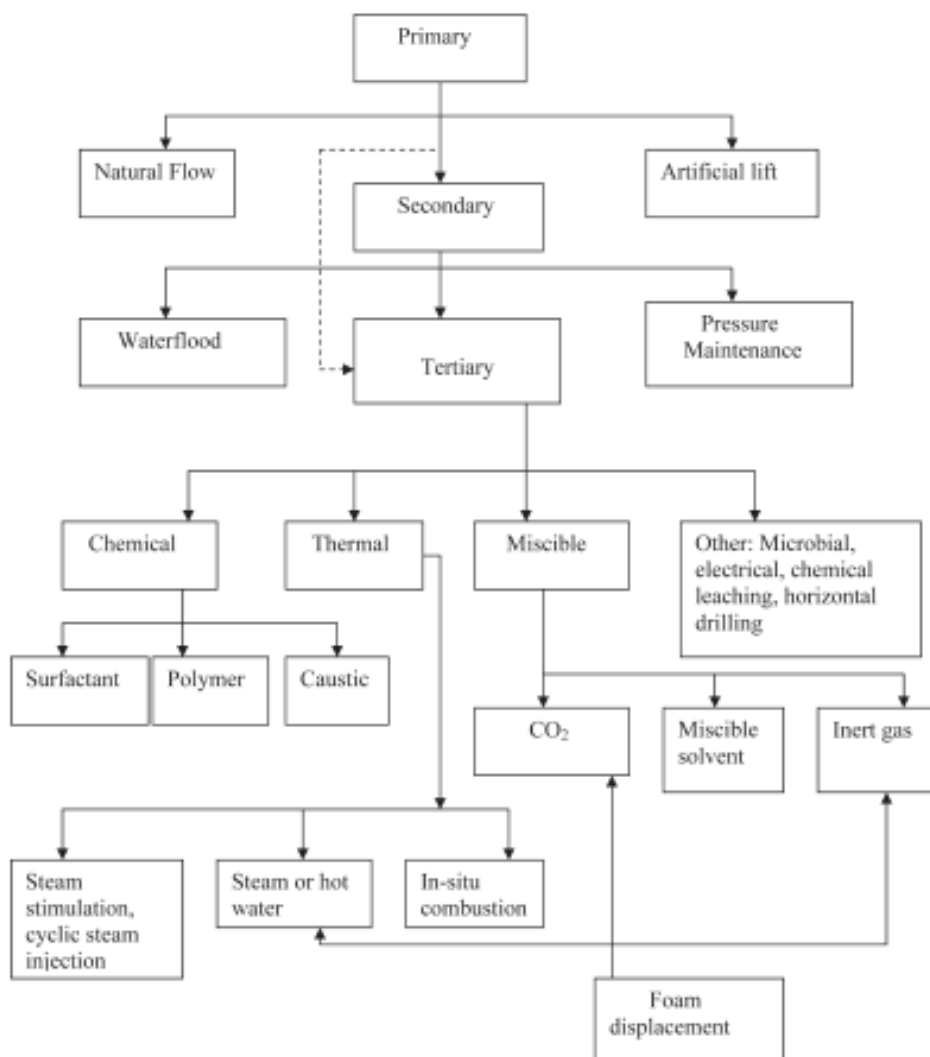 Primary
Natural Flow
Artificial lift
Secondary
Waterflood
Pressure
Maintenance
Tertiary
Chemical
Thermal
Miscible
Other: Microbial,
electrical, chemical
leaching, horizontal
drilling
Surfactant
Polymer
Caustic
CO₂
Miscible
solvent
Inert gas
Steam
stimulation,
cyclic steam
injection
Steam or hot
water
In-situ
combustion
Foam
displacement